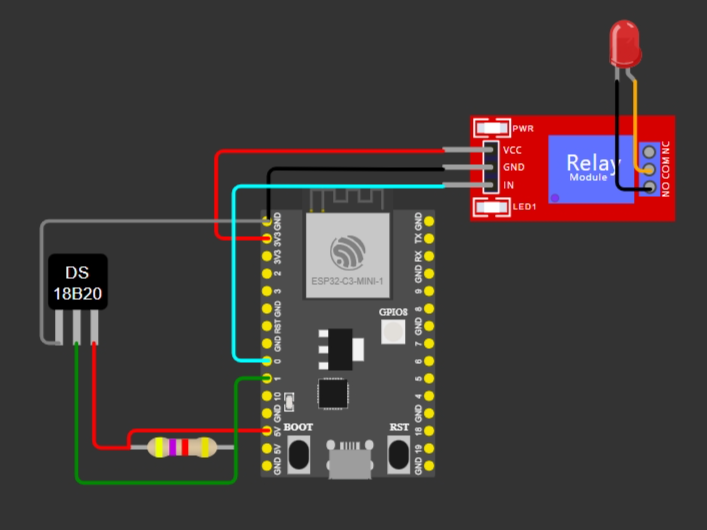 PWR
VCC
GND
IN
LED1
Relay
Module
NC
COM
NO
DS
18B20
ESP32-C3-MINI-1
GPIO8
GND
3V3
3V3
2
3
GND
RST
GND
0
1
10
GND
5V
5V
GND
GND
TX
RX
GND
9
8
GND
7
6
5
4
18
19
GND
BOOT
RST